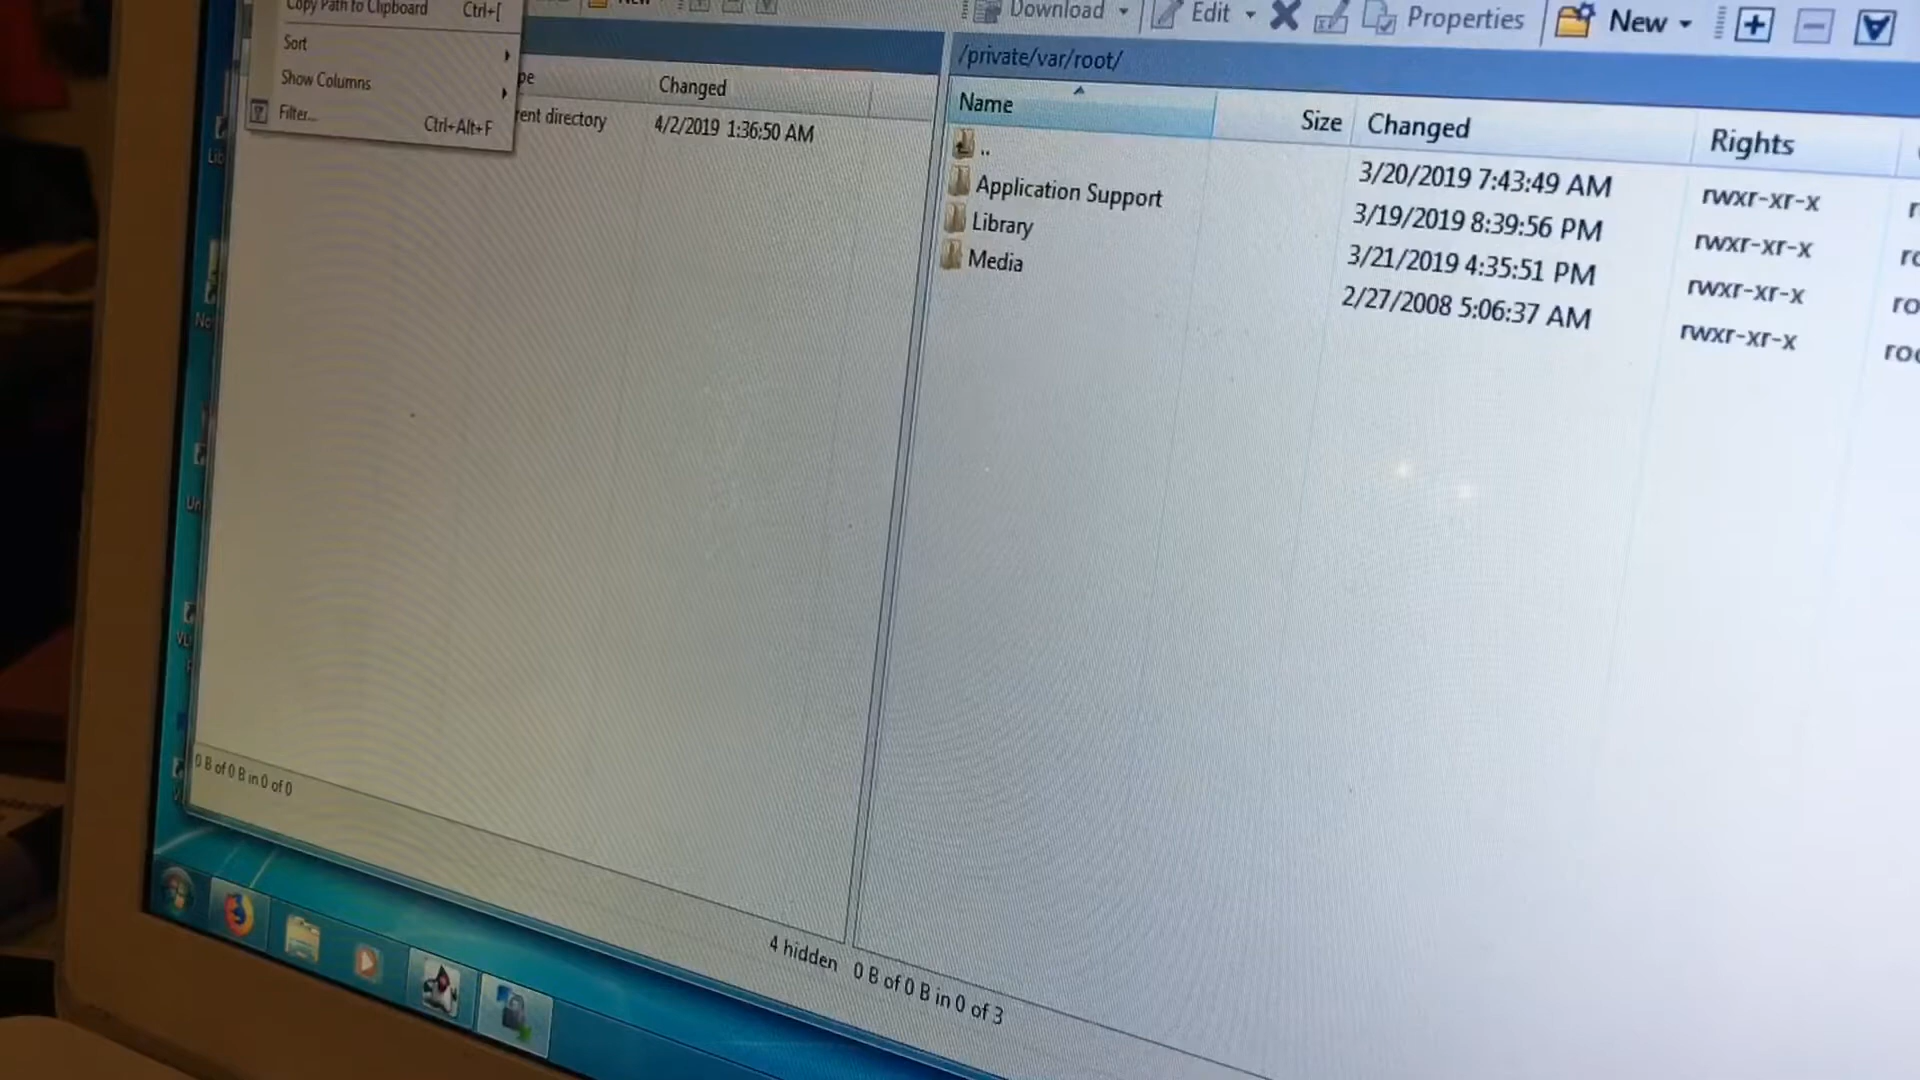 Copy Path to Clipboard Ctrl+[
Sort
Show Columns
Filter... Ctrl+Alt+F
Changed
rent directory 4/2/2019 1:36:50 AM
0 B of 0 B in 0 of 0
4 hidden
Download Edit Properties New
/private/var/root/
Name Size Changed Rights
.. 3/20/2019 7:43:49 AM rwxr-xr-x
Application Support 3/19/2019 8:39:56 PM rwxr-xr-x
Library 3/21/2019 4:35:51 PM rwxr-xr-x
Media 2/27/2008 5:06:37 AM rwxr-xr-x
0 B of 0 B in 0 of 3